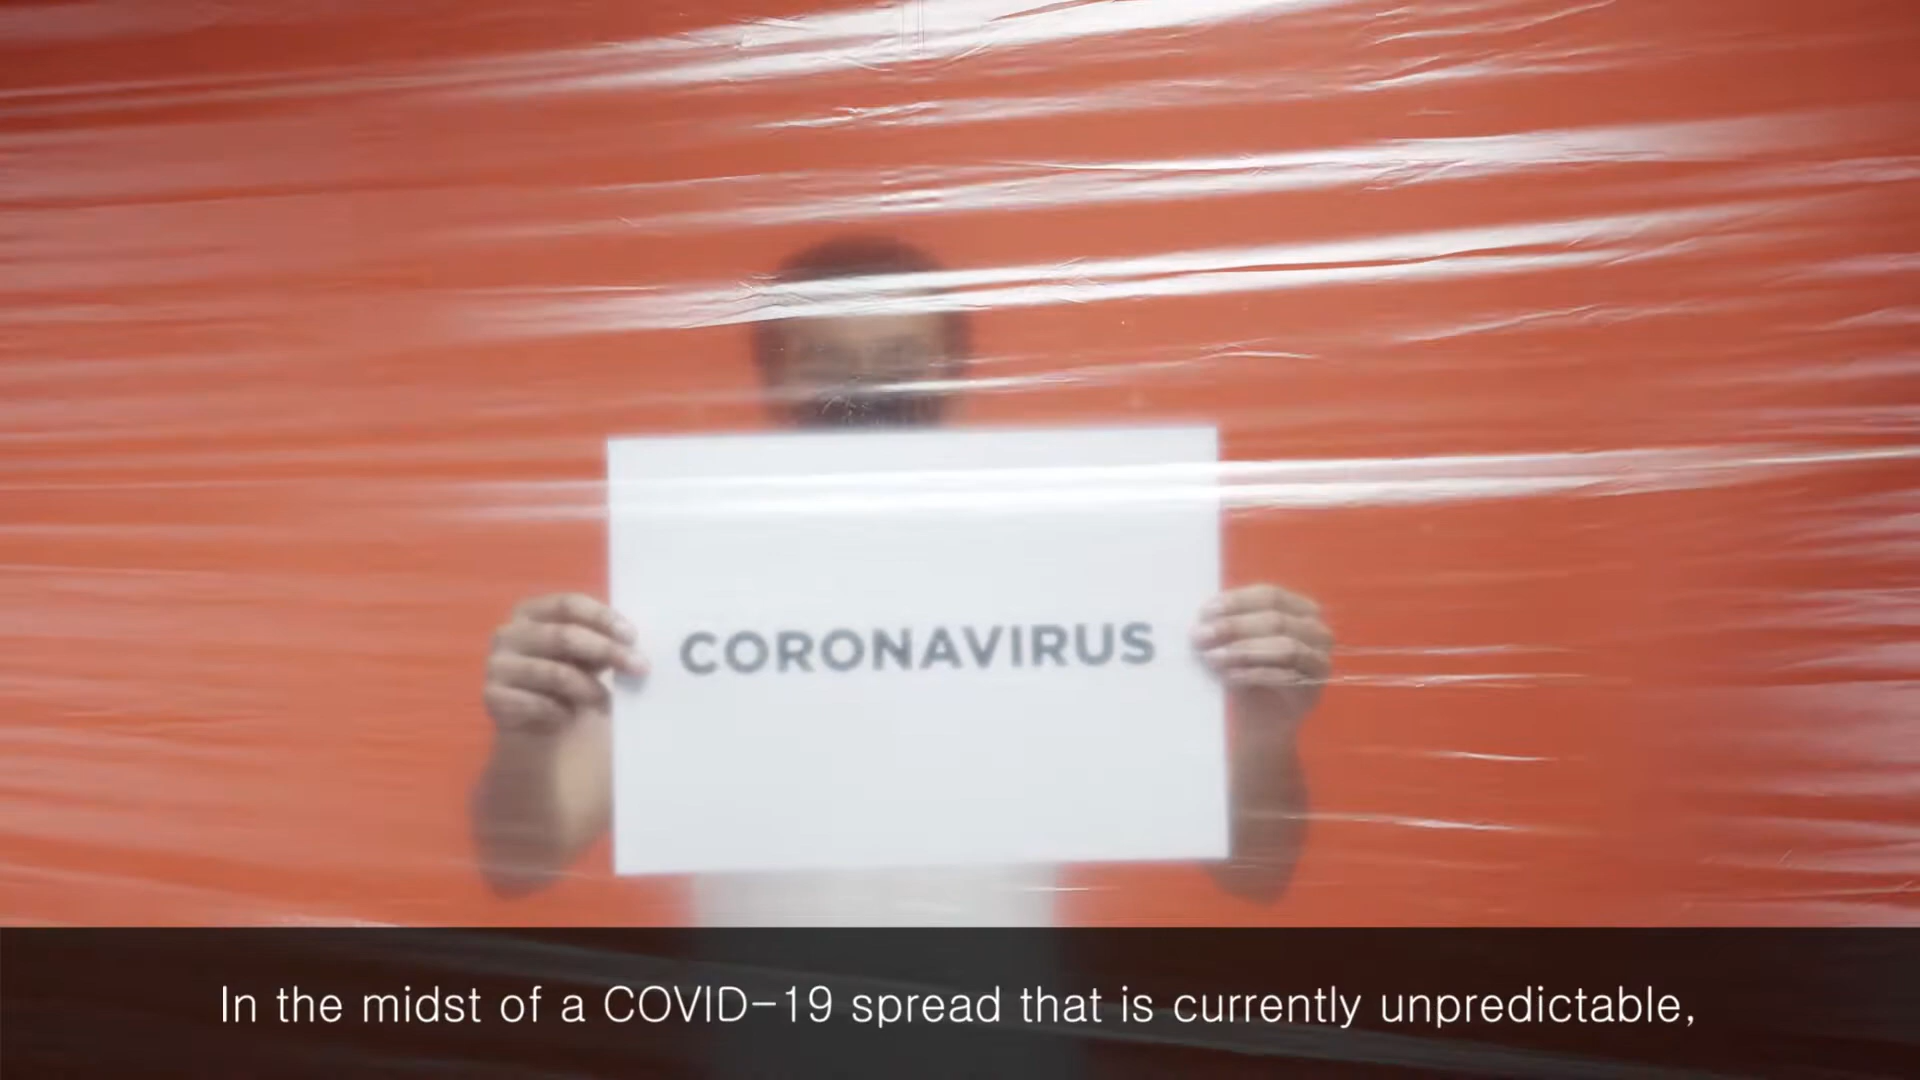 CORONAVIRUS
In the midst of a COVID-19 spread that is currently unpredictable,